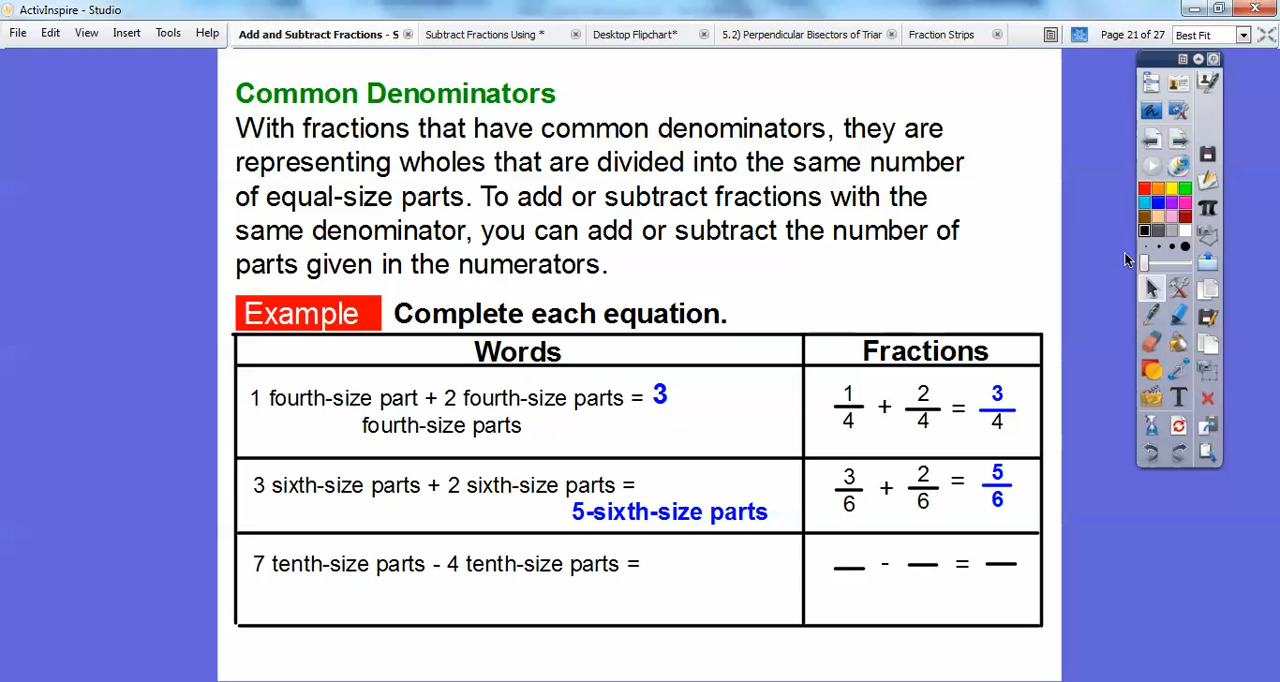 ActivInspire - Studio
File Edit View Insert Tools Help
Add and Subtract Fractions - S
Subtract Fractions Using *
Desktop Flipchart*
5.2) Perpendicular Bisectors of Triar
Fraction Strips
Page 21 of 27
Best Fit
Common Denominators
With fractions that have common denominators, they are
representing wholes that are divided into the same number
of equal-size parts. To add or subtract fractions with the
same denominator, you can add or subtract the number of
parts given in the numerators.
Example Complete each equation.
Words Fractions
1 fourth-size part + 2 fourth-size parts = 3
fourth-size parts
1/4 + 2/4 = 3/4
3 sixth-size parts + 2 sixth-size parts =
5-sixth-size parts
3/6 + 2/6 = 5/6
7 tenth-size parts - 4 tenth-size parts =
__ - __ = __